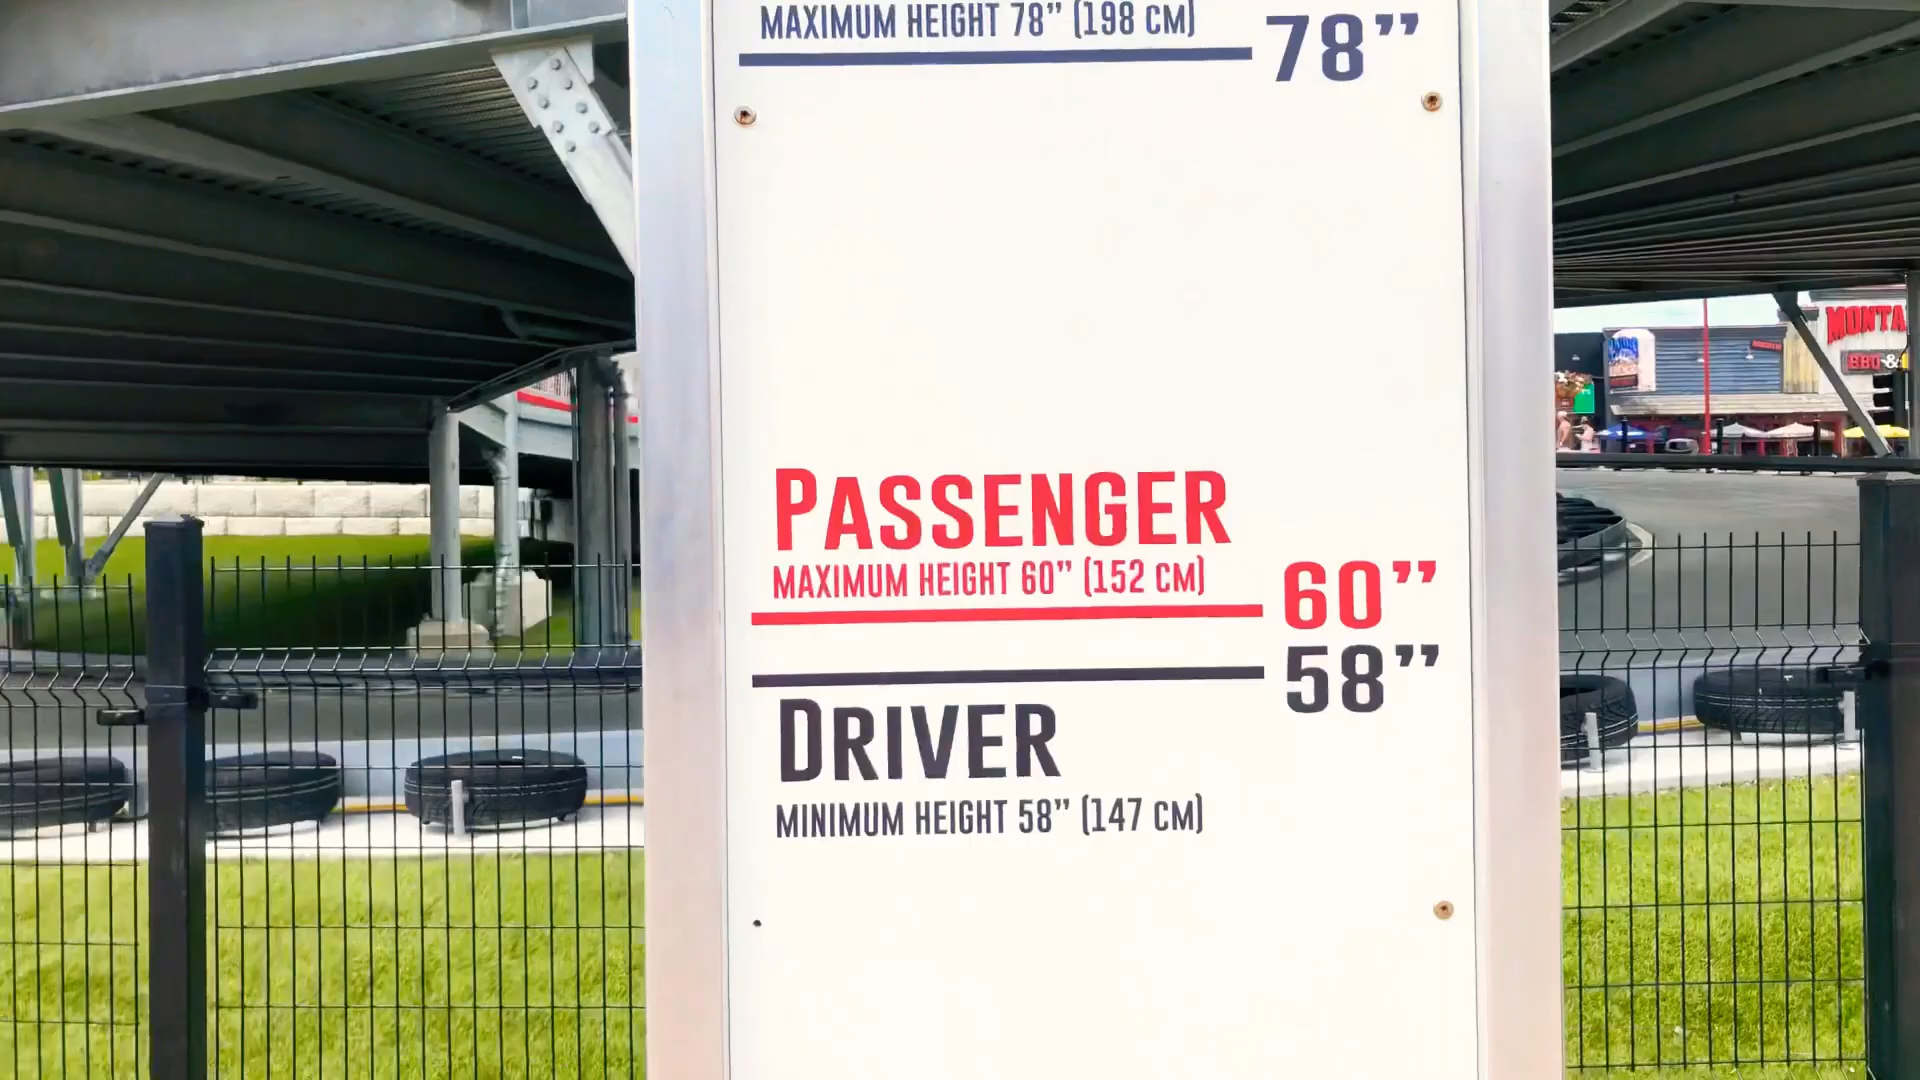 MAXIMUM HEIGHT 78” (198 CM)
78”
PASSENGER
MAXIMUM HEIGHT 60” (152 CM)
60”
58”
DRIVER
MINIMUM HEIGHT 58” (147 CM)
MONTA
BBQ &